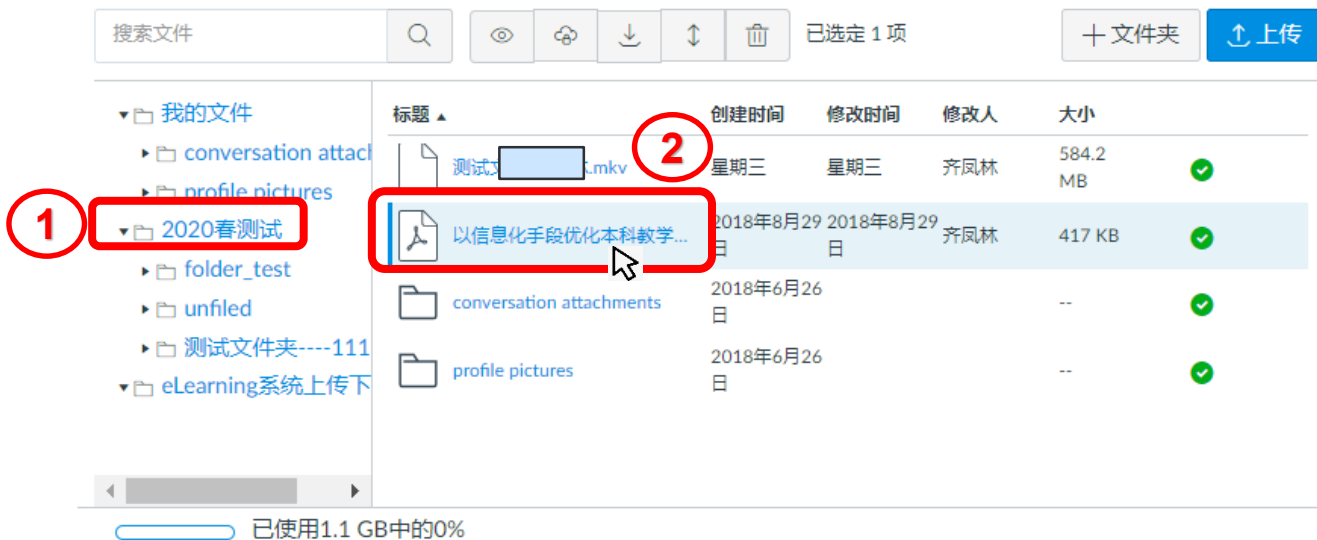 搜索文件
已选定 1 项
文件夹
上传
我的文件
conversation attach
profile pictures
1
2020春测试
folder_test
unfiled
测试文件夹----111
eLearning系统上传下
标题 创建时间 修改时间 修改人 大小
2
测试 .mkv 星期三 星期三 齐凤林 584.2
MB
以信息化手段优化本科教学... 2018年8月29 2018年8月29 齐凤林 417 KB
日 日
conversation attachments 2018年6月26 --
日
profile pictures 2018年6月26 --
日
已使用1.1 GB中的0%